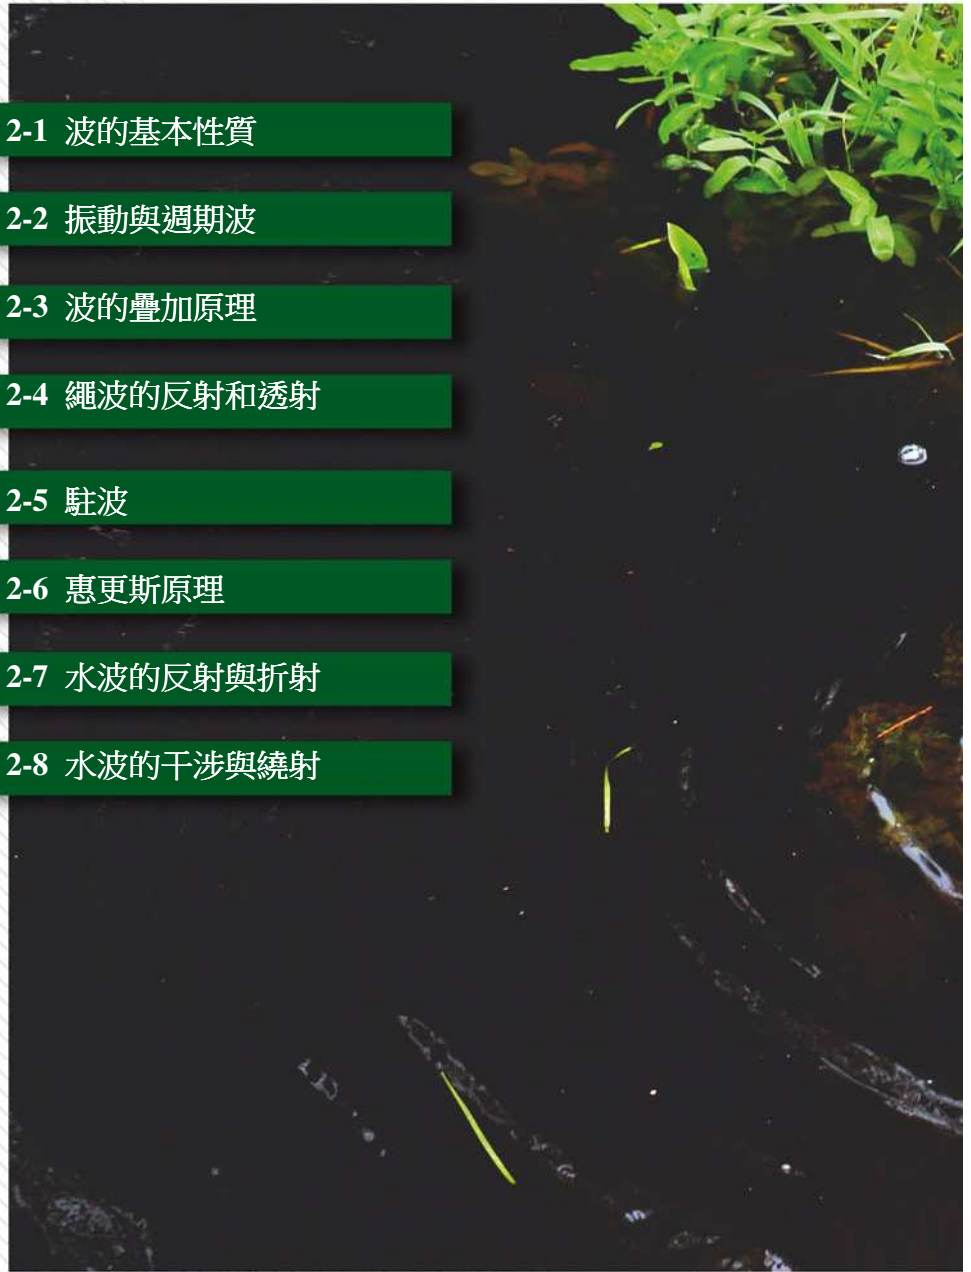 2-1 波的基本性質
2-2 振動與週期波
2-3 波的疊加原理
2-4 繩波的反射和透射
2-5 駐波
2-6 惠更斯原理
2-7 水波的反射與折射
2-8 水波的干涉與繞射